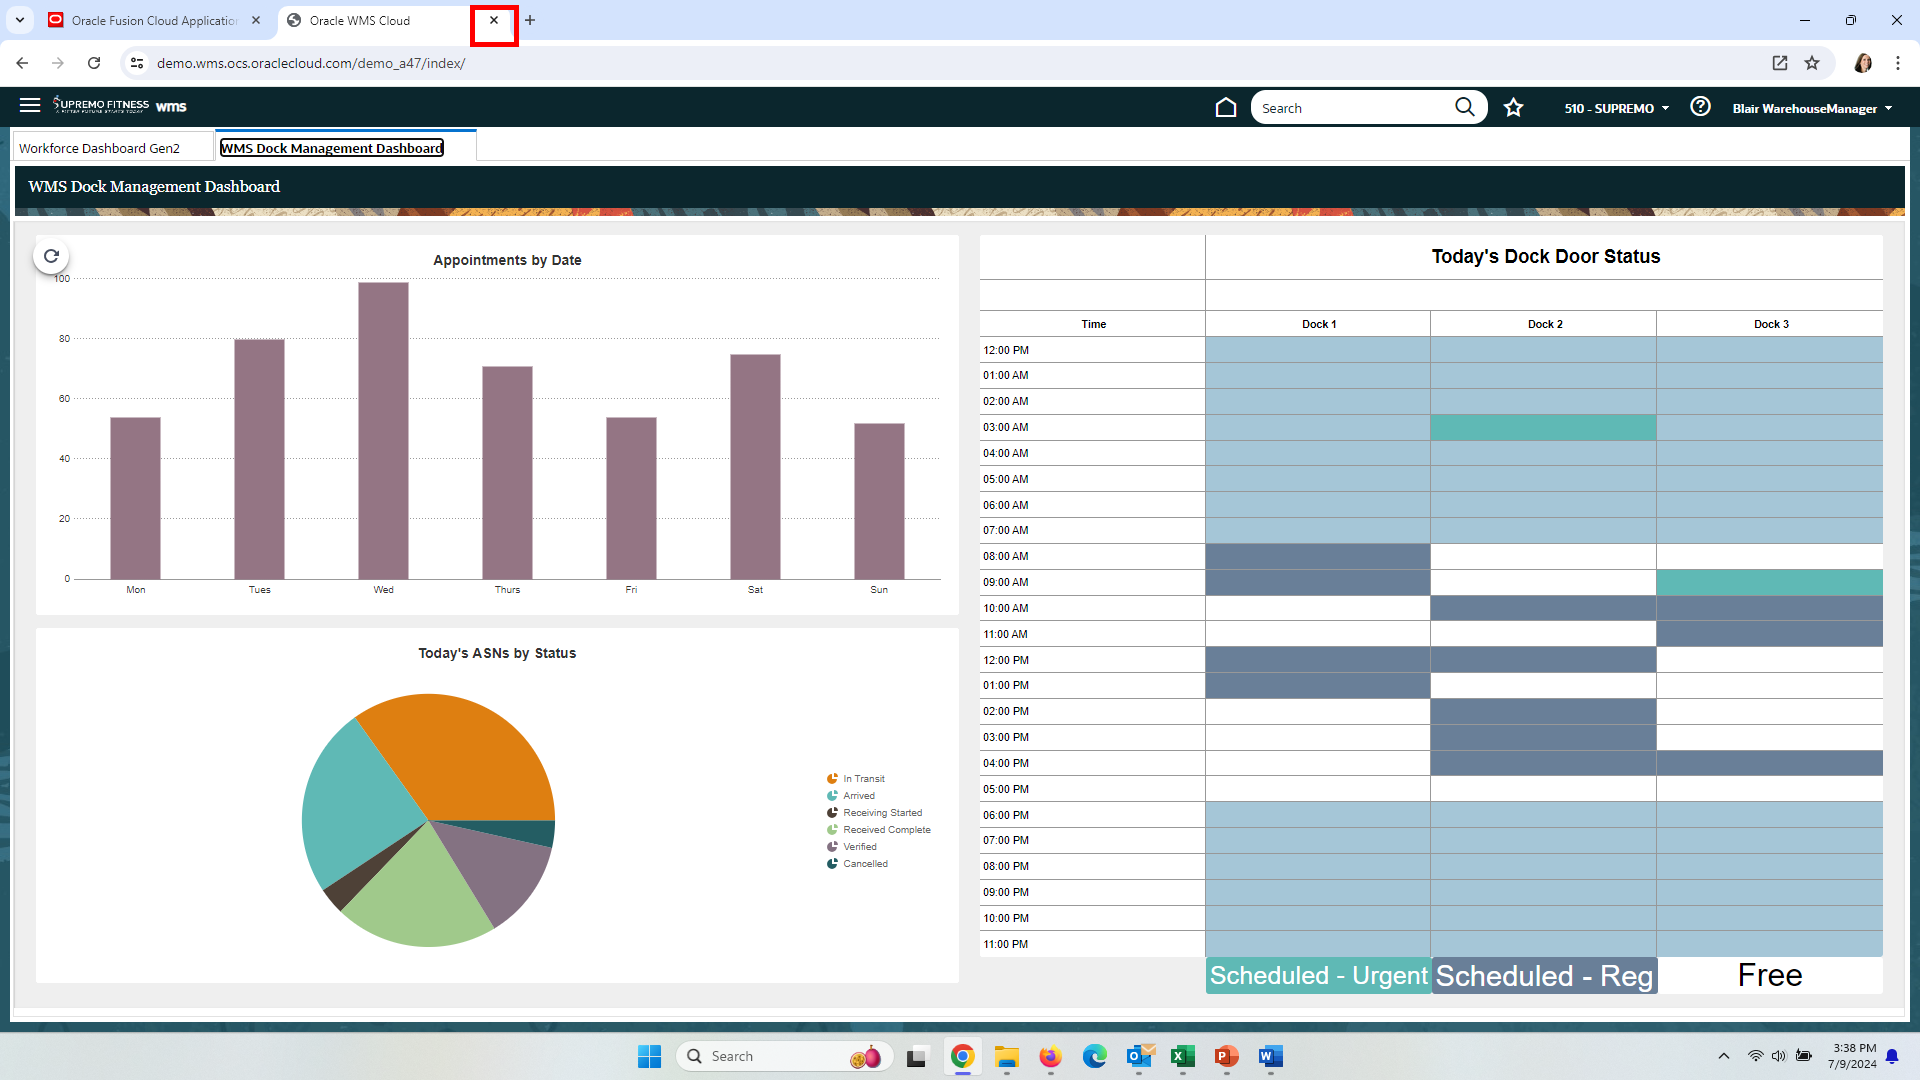 Oracle Fusion Cloud Application
Oracle WMS Cloud
demo.wms.ocs.oraclecloud.com/demo_a47/index/
SUPREMO FITNESS wms
Search
510 - SUPREMO
Blair WarehouseManager
Workforce Dashboard Gen2
WMS Dock Management Dashboard
WMS Dock Management Dashboard
Appointments by Date
100
80
60
40
20
0
Mon Tues Wed Thurs Fri Sat Sun
Today's ASNs by Status
In Transit
Arrived
Receiving Started
Received Complete
Verified
Cancelled
Today's Dock Door Status
Time Dock 1 Dock 2 Dock 3
12:00 PM
01:00 AM
02:00 AM
03:00 AM
04:00 AM
05:00 AM
06:00 AM
07:00 AM
08:00 AM
09:00 AM
10:00 AM
11:00 AM
12:00 PM
01:00 PM
02:00 PM
03:00 PM
04:00 PM
05:00 PM
06:00 PM
07:00 PM
08:00 PM
09:00 PM
10:00 PM
11:00 PM
Scheduled - Urgent Scheduled - Reg Free
Search
3:38 PM
7/9/2024